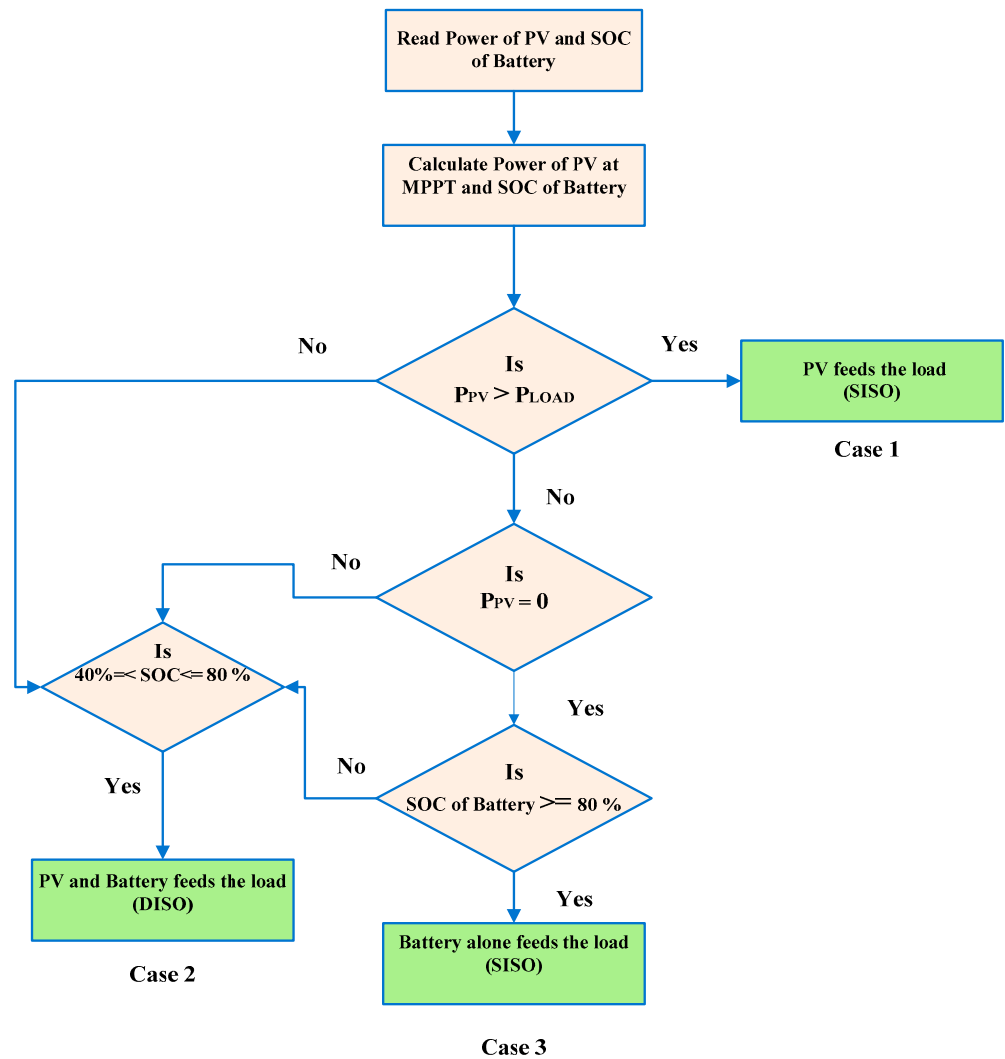 Read Power of PV and SOC
of Battery
Calculate Power of PV at
MPPT and SOC of Battery
No
Yes
Is
PPV > PLOAD
PV feeds the load
(SISO)
Case 1
No
No
Is
PPV = 0
Is
40%=< SOC<= 80 %
Yes
No
Is
SOC of Battery >= 80 %
Yes
PV and Battery feeds the load
(DISO)
Yes
Case 2
Battery alone feeds the load
(SISO)
Case 3